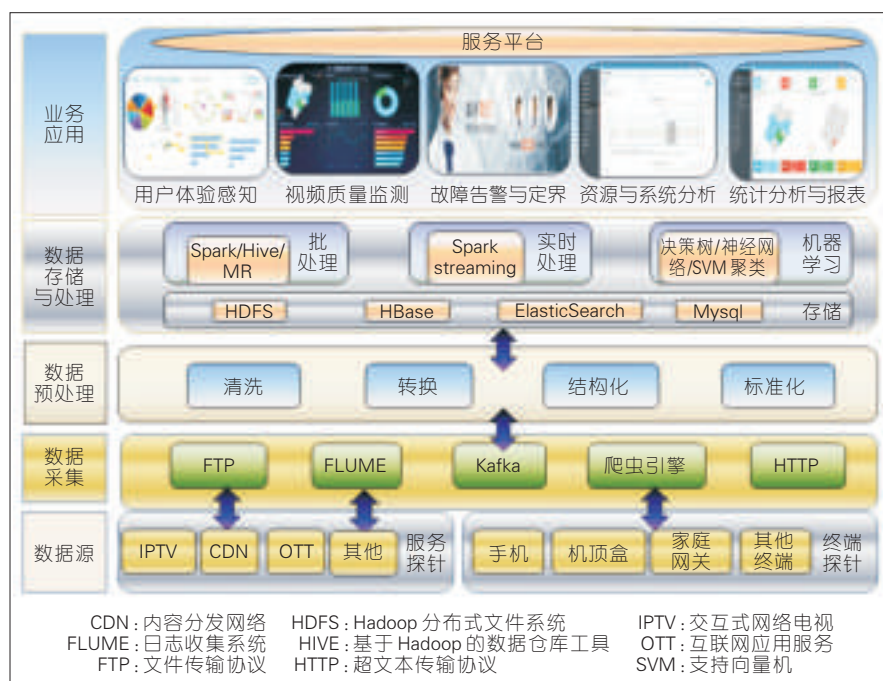 服务平台
业务
应用
用户体验感知 视频质量监测 故障告警与定界 资源与系统分析 统计分析与报表
数据
存储
与处理
Spark/Hive/
MR
批
处理
Spark
streaming
实时
处理
决策树/神经网
络/SVM 聚类
机器
学习
HDFS HBase ElasticSearch Mysql 存储
数据
预处理
清洗 转换 结构化 标准化
数据
采集
FTP FLUME Kafka 爬虫引擎 HTTP
数据源
IPTV CDN OTT 其他
服务
探针
手机 机顶盒
家庭
网关
其他
终端
终端
探针
CDN：内容分发网络 HDFS：Hadoop 分布式文件系统 IPTV：交互式网络电视
FLUME：日志收集系统 HIVE：基于 Hadoop 的数据仓库工具 OTT：互联网应用服务
FTP：文件传输协议 HTTP：超文本传输协议 SVM：支持向量机